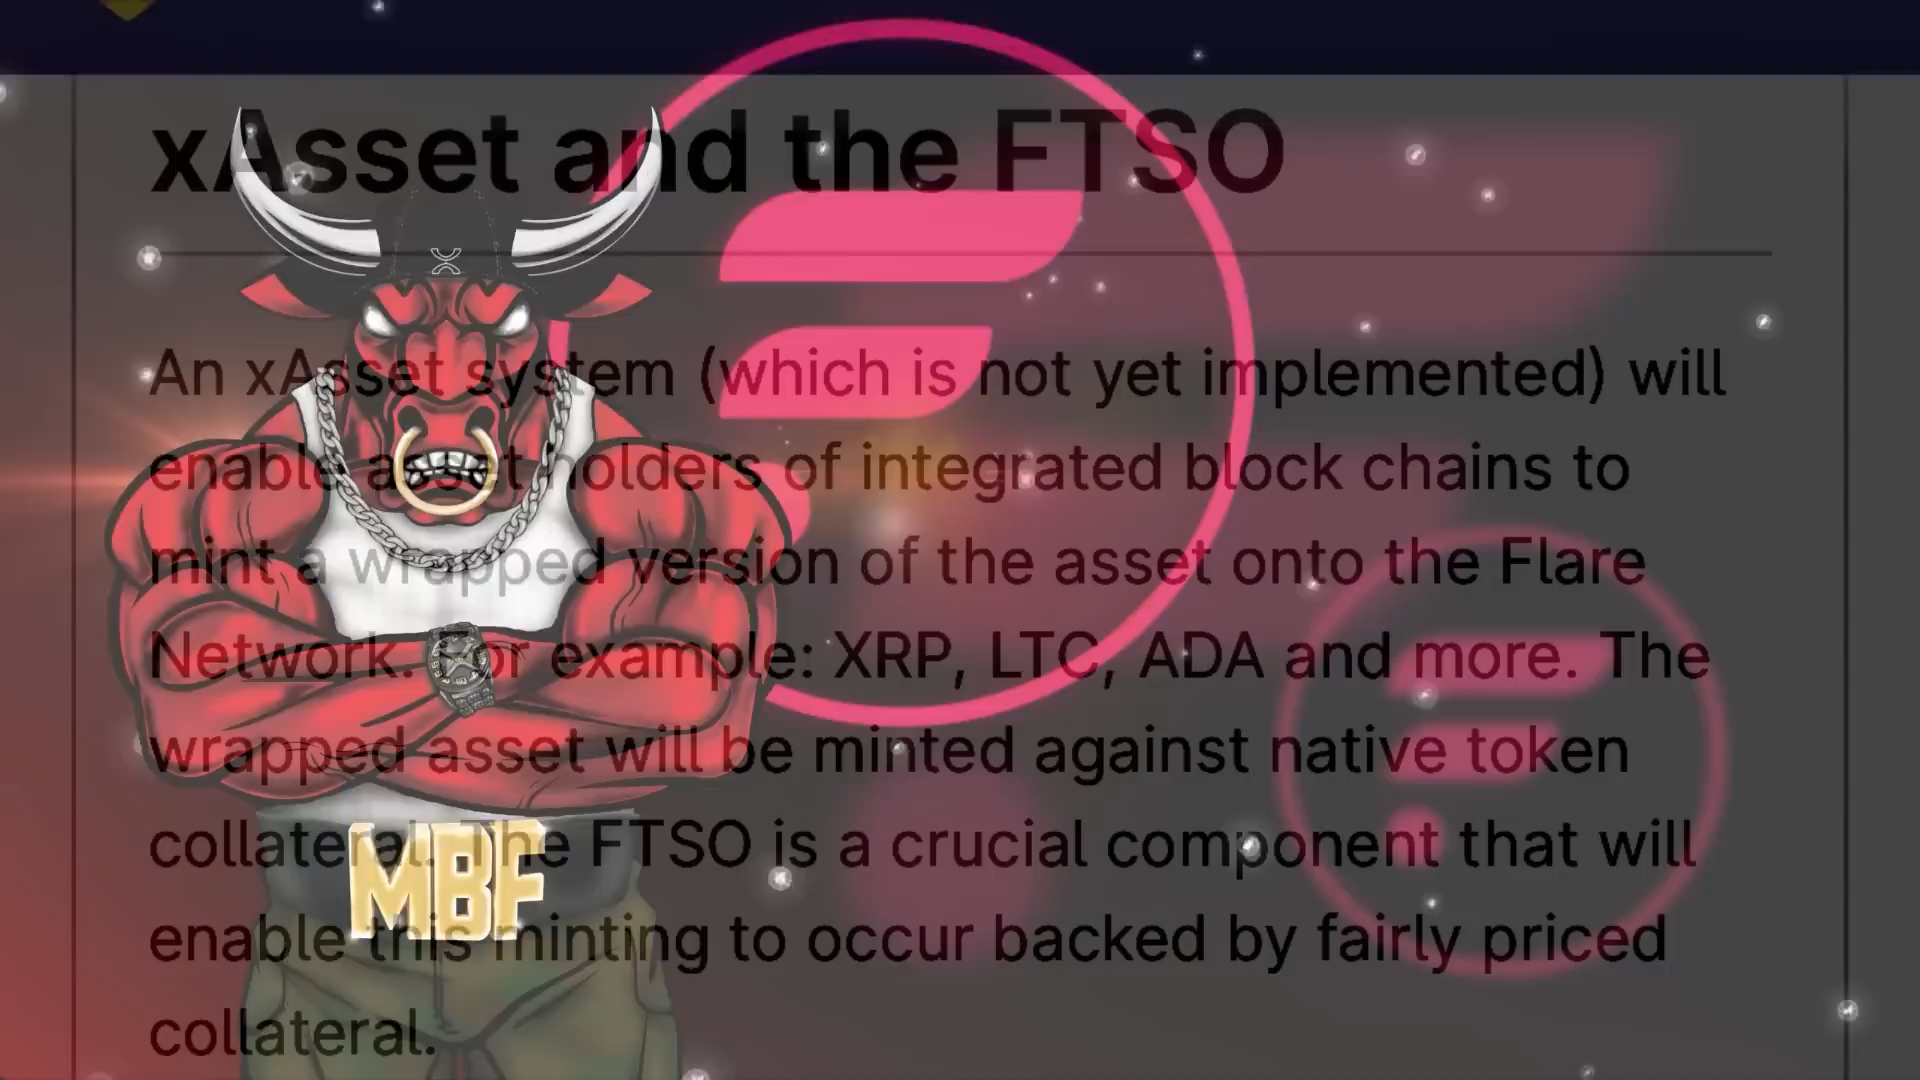 xAsset and the FTSO
An xAsset system (which is not yet implemented) will
enable asset holders of integrated block chains to
mint a wrapped version of the asset onto the Flare
Network. For example: XRP, LTC, ADA and more. The
wrapped asset will be minted against native token
collateral. The FTSO is a crucial component that will
MBF
enable this minting to occur backed by fairly priced
collateral.